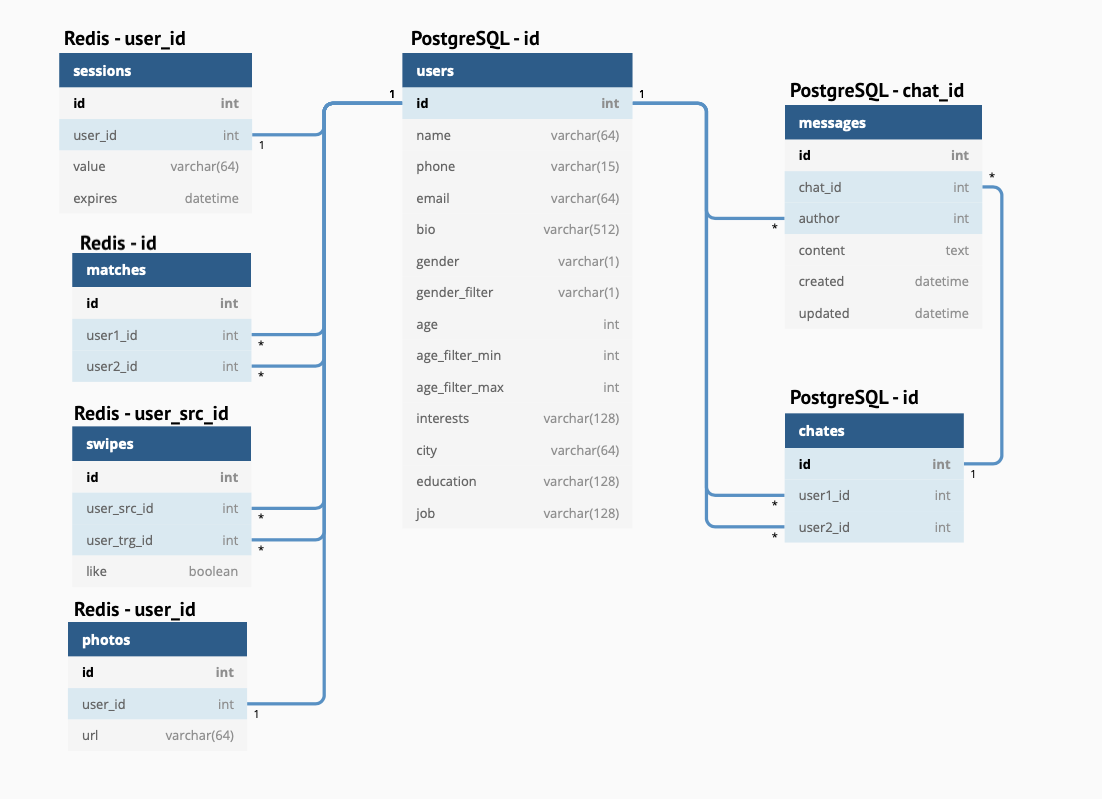 Redis - user_id
sessions
id int
user_id int
1
value varchar(64)
expires datetime
Redis - id
matches
id int
user1_id int
*
user2_id int
*
Redis - user_src_id
swipes
id int
user_src_id int
*
user_trg_id int
*
like boolean
Redis - user_id
photos
id int
user_id int
1
url varchar(64)
PostgreSQL - id
users
1 id int 1
name varchar(64)
phone varchar(15)
email varchar(64)
bio varchar(512)
gender varchar(1)
gender_filter varchar(1)
age int
age_filter_min int
age_filter_max int
interests varchar(128)
city varchar(64)
education varchar(128)
job varchar(128)
PostgreSQL - chat_id
messages
id int
chat_id int *
author int
*
content text
created datetime
updated datetime
PostgreSQL - id
chates
id int
1
user1_id int
*
user2_id int
*